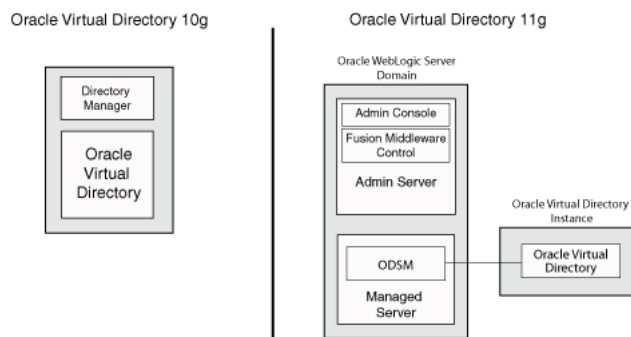 Oracle Virtual Directory 10g
Directory
Manager
Oracle
Virtual
Directory
Oracle Virtual Directory 11g
Oracle WebLogic Server
Domain
Admin Console
Fusion Middleware
Control
Admin Server
ODSM
Managed
Server
Oracle Virtual Directory
Instance
Oracle Virtual
Directory